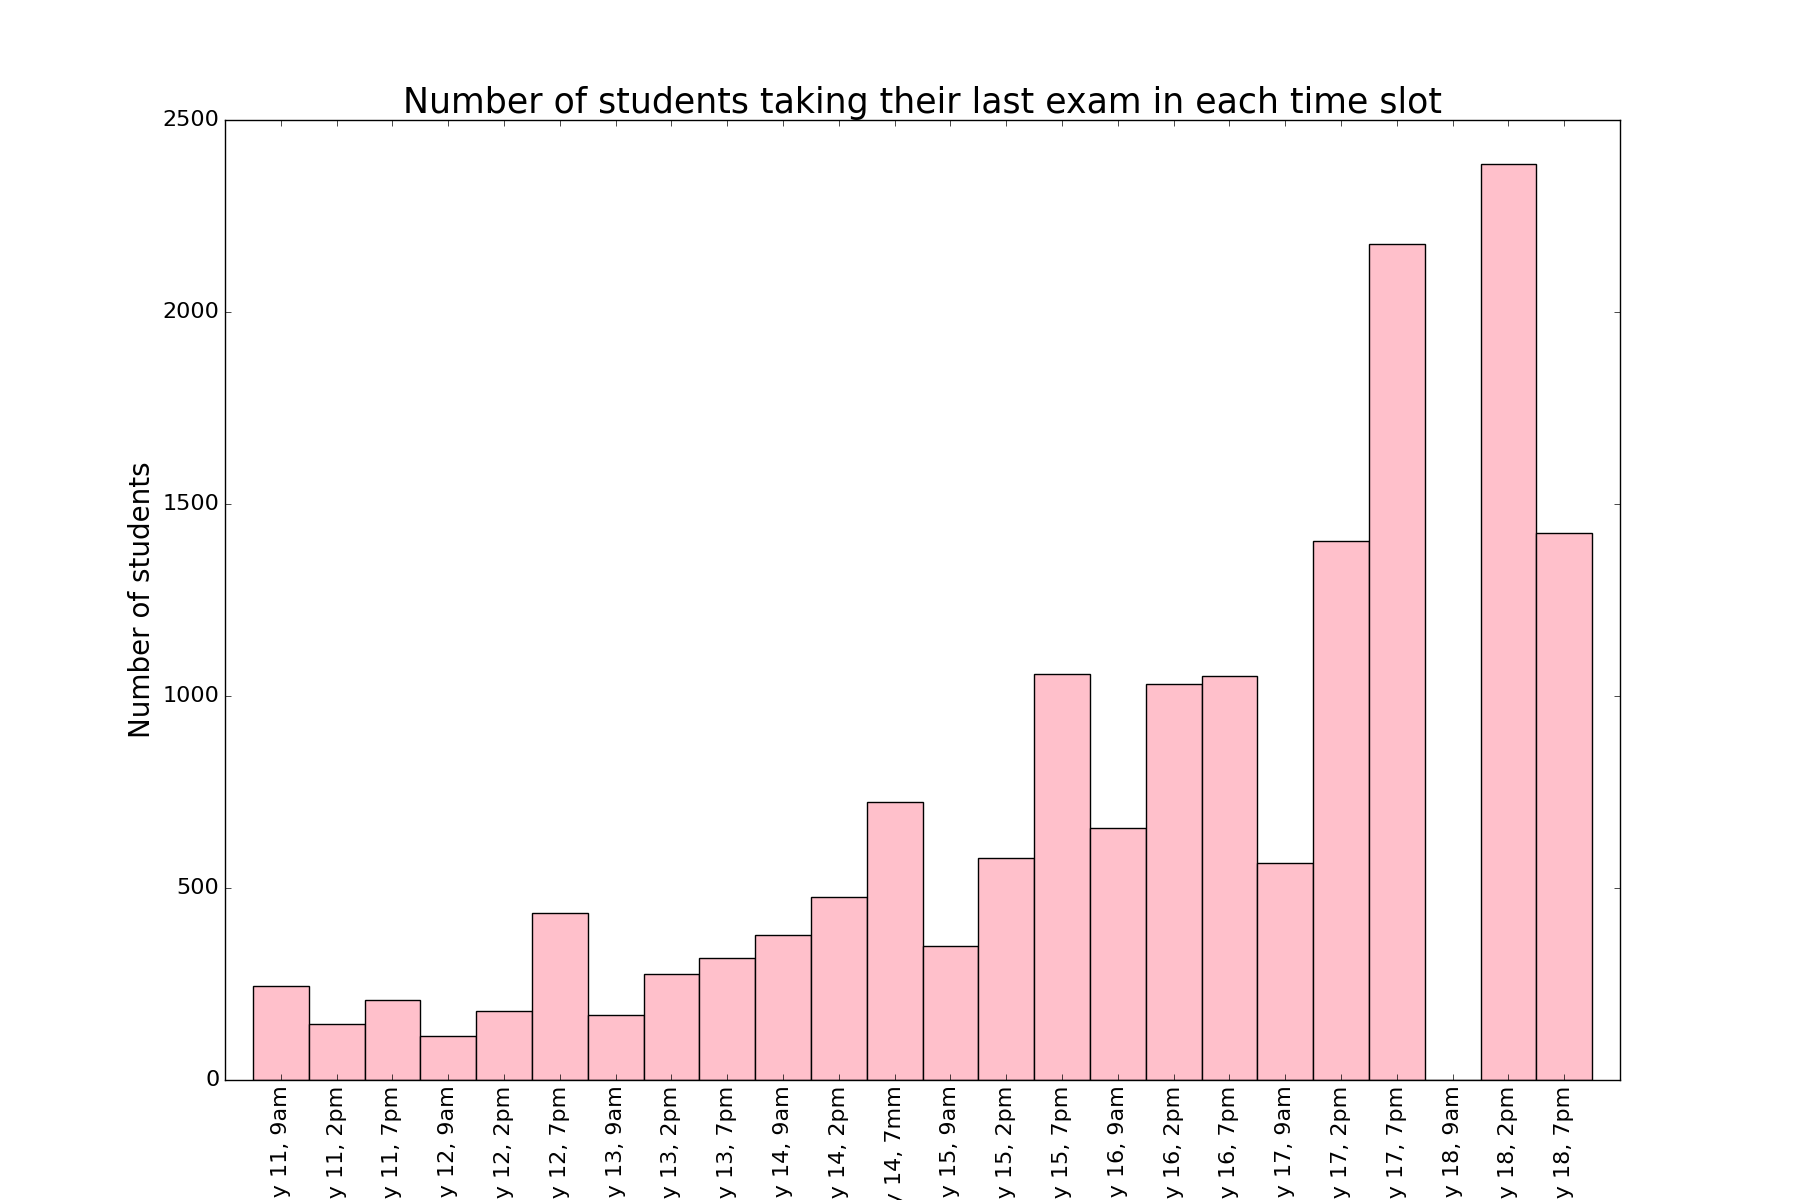 Number of students taking their last exam in each time slot
Number of students
2500
2000
1500
1000
500
0
y 11, 9am
y 11, 2pm
y 11, 7pm
y 12, 9am
y 12, 2pm
y 12, 7pm
y 13, 9am
y 13, 2pm
y 13, 7pm
y 14, 9am
y 14, 2pm
y 14, 7mm
y 15, 9am
y 15, 2pm
y 15, 7pm
y 16, 9am
y 16, 2pm
y 16, 7pm
y 17, 9am
y 17, 2pm
y 17, 7pm
y 18, 9am
y 18, 2pm
y 18, 7pm